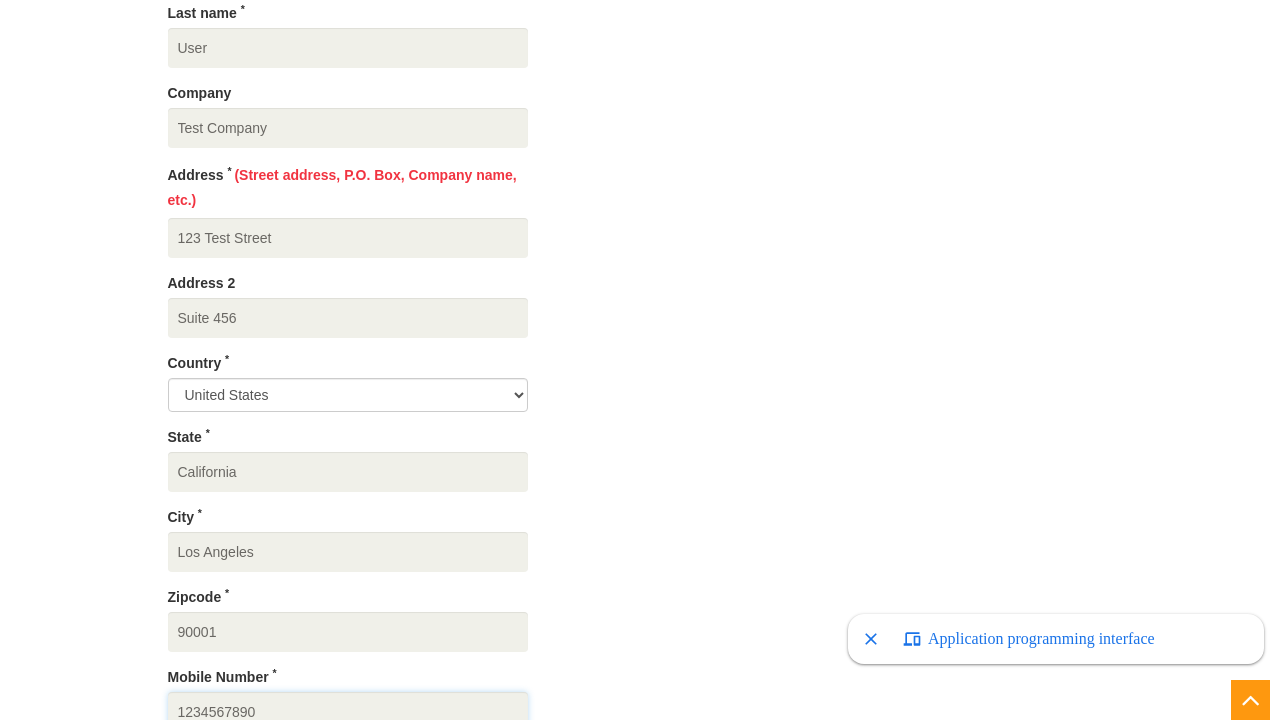 Last name *
User
Company
Test Company
Address * (Street address, P.O. Box, Company name,
etc.)
123 Test Street
Address 2
Suite 456
Country *
United States
State *
California
City *
Los Angeles
Zipcode *
90001
Application programming interface
Mobile Number *
1234567890